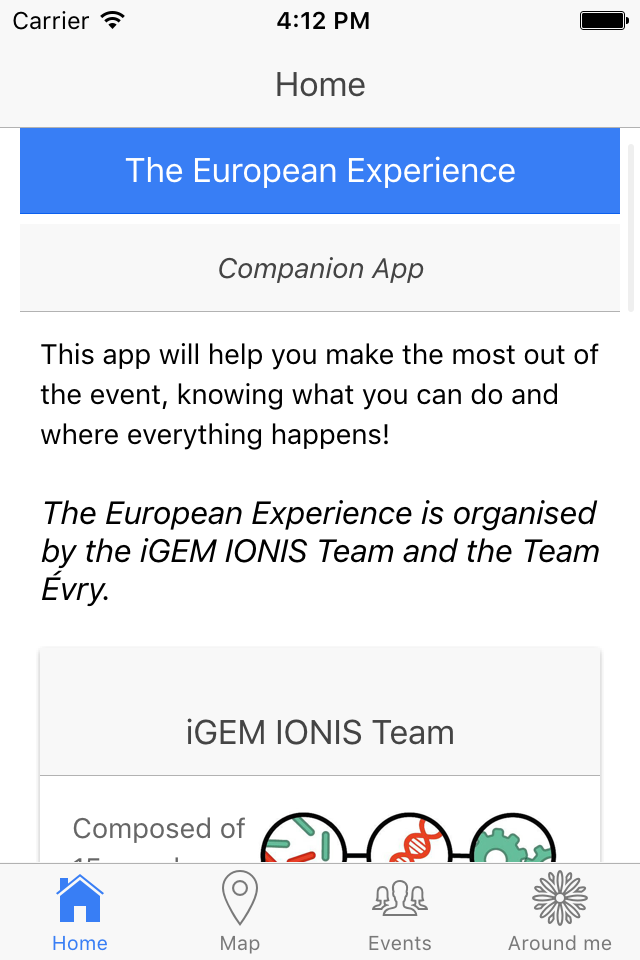 Carrier 4:12 PM
Home
The European Experience
Companion App
This app will help you make the most out of
the event, knowing what you can do and
where everything happens!
The European Experience is organised
by the iGEM IONIS Team and the Team
Évry.
iGEM IONIS Team
Composed of
Home Map Events Around me